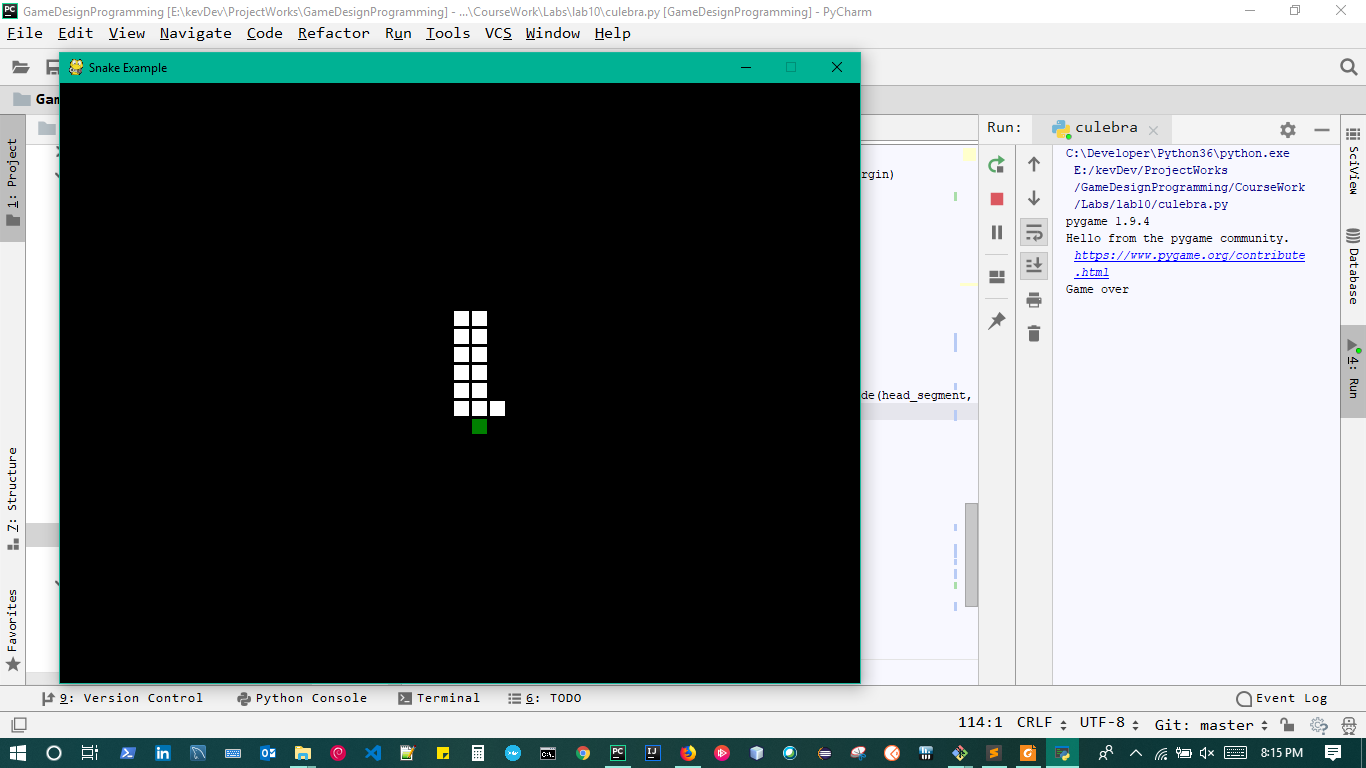 GameDesignProgramming [E:\kevDev\ProjectWorks\GameDesignProgramming] - ...\CourseWork\Labs\lab10\culebra.py [GameDesignProgramming] - PyCharm
File Edit View Navigate Code Refactor Run Tools VCS Window Help
Snake Example
Gam
1: Project
7: Structure
Favorites
rgin)
de(head_segment,
Run: culebra
C:\Developer\Python36\python.exe
E:/kevDev/ProjectWorks
/GameDesignProgramming/CourseWork
/Labs/lab10/culebra.py
pygame 1.9.4
Hello from the pygame community.
https://www.pygame.org/contribute
.html
Game over
SciView
Database
4: Run
9: Version Control Python Console Terminal 6: TODO Event Log
114:1 CRLF UTF-8 Git: master
8:15 PM